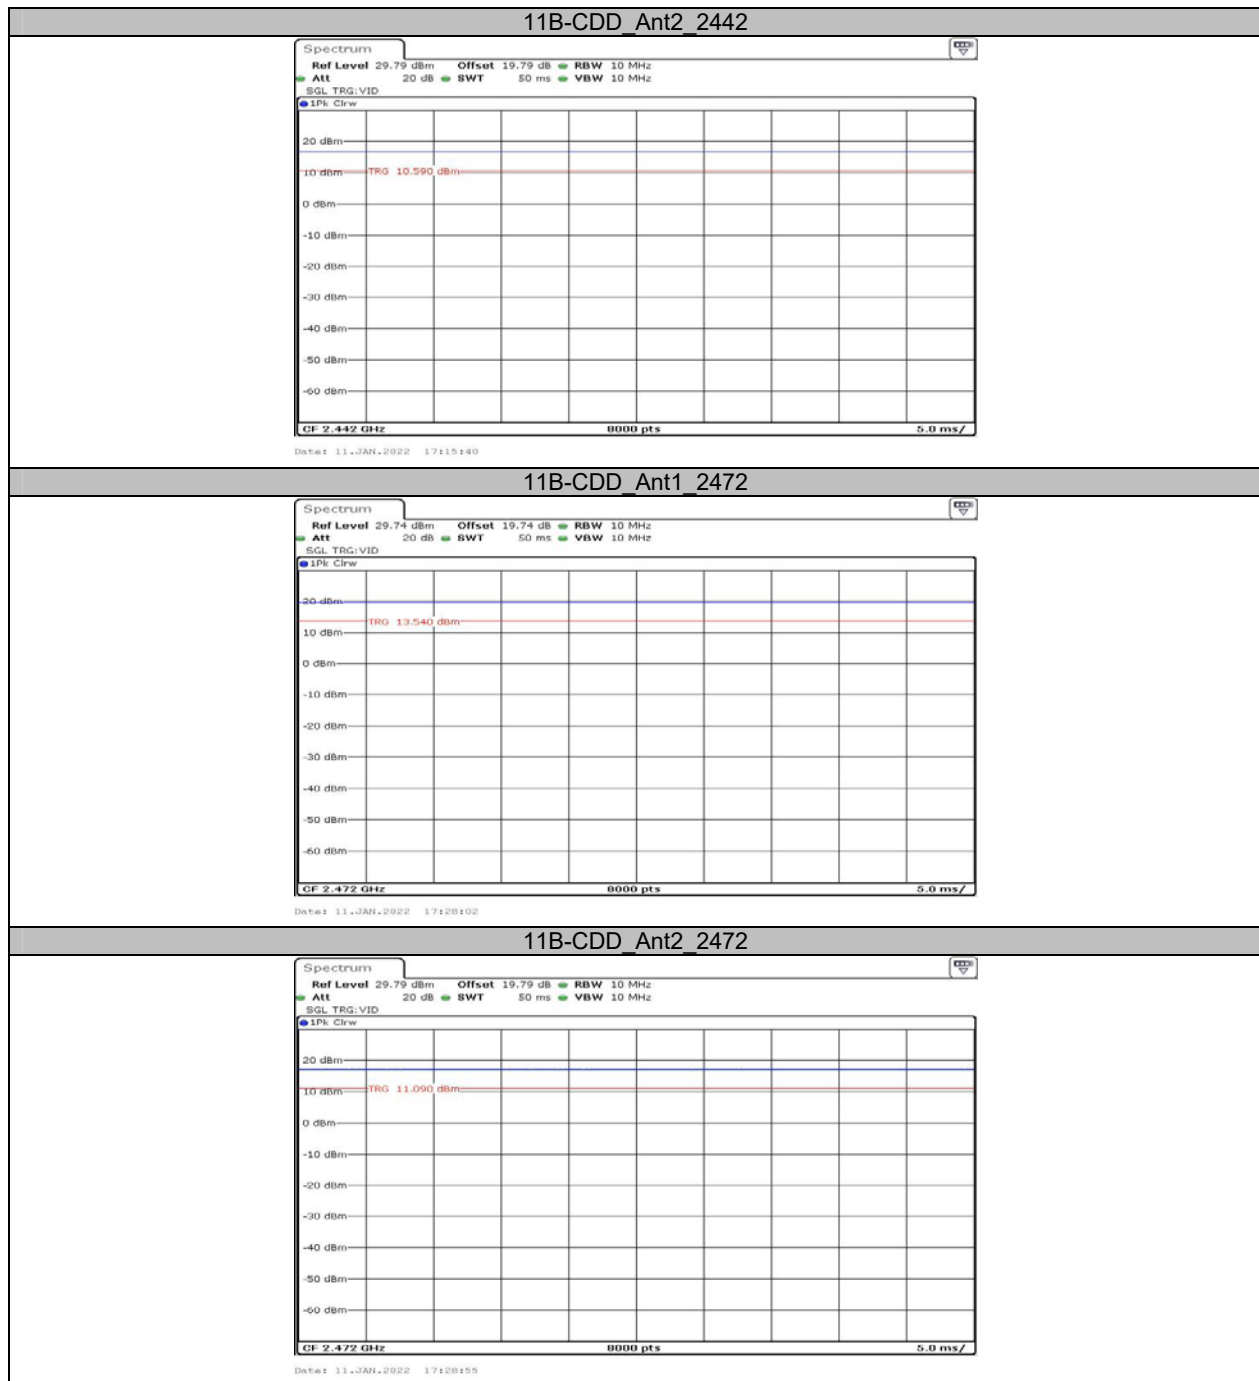 11B-CDD_Ant2_2442
Spectrum
Ref Level 29.79 dBm Offset 19.79 dB RBW 10 MHz
Att 20 dB SWT 50 ms VBW 10 MHz
SGL TRG:VID
1Pk Clrw
20 dBm
10 dBm TRG 10.590 dBm
0 dBm
-10 dBm
-20 dBm
-30 dBm
-40 dBm
-50 dBm
-60 dBm
CF 2.442 GHz 8000 pts 5.0 ms/
Date: 11.JAN.2022 17:15:40
11B-CDD_Ant1_2472
Spectrum
Ref Level 29.74 dBm Offset 19.74 dB RBW 10 MHz
Att 20 dB SWT 50 ms VBW 10 MHz
SGL TRG:VID
1Pk Clrw
20 dBm
TRG 13.540 dBm
10 dBm
0 dBm
-10 dBm
-20 dBm
-30 dBm
-40 dBm
-50 dBm
-60 dBm
CF 2.472 GHz 8000 pts 5.0 ms/
Date: 11.JAN.2022 17:28:02
11B-CDD_Ant2_2472
Spectrum
Ref Level 29.79 dBm Offset 19.79 dB RBW 10 MHz
Att 20 dB SWT 50 ms VBW 10 MHz
SGL TRG:VID
1Pk Clrw
20 dBm
10 dBm TRG 11.090 dBm
0 dBm
-10 dBm
-20 dBm
-30 dBm
-40 dBm
-50 dBm
-60 dBm
CF 2.472 GHz 8000 pts 5.0 ms/
Date: 11.JAN.2022 17:28:55